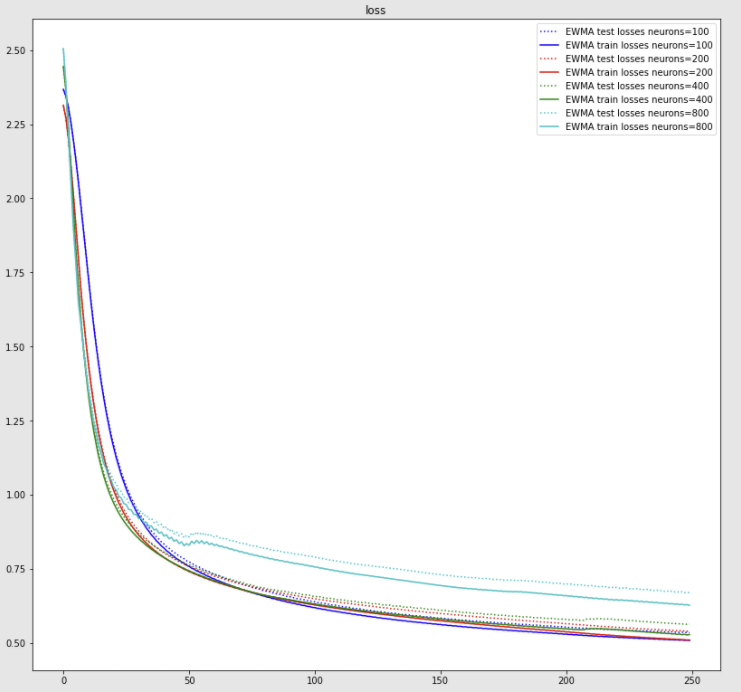 loss
EWMA test losses neurons=100
EWMA train losses neurons=100
EWMA test losses neurons=200
EWMA train losses neurons=200
EWMA test losses neurons=400
EWMA train losses neurons=400
EWMA test losses neurons=800
EWMA train losses neurons=800
2.50
2.25
2.00
1.75
1.50
1.25
1.00
0.75
0.50
0 50 100 150 200 250